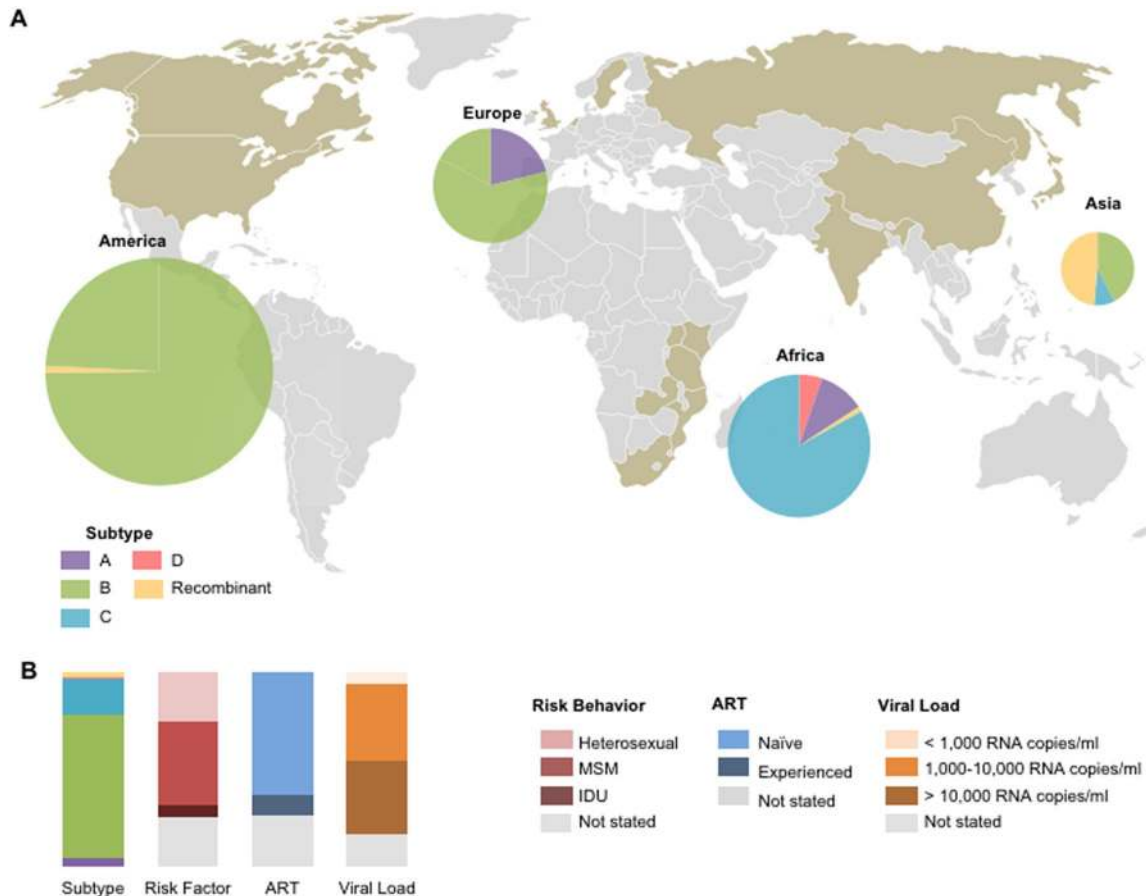 A
Europe
Asia
America
Africa
Subtype
A
D
B
Recombinant
C
B
Risk Behavior
ART
Viral Load
Heterosexual
Naïve
< 1,000 RNA copies/ml
MSM
Experienced
1,000-10,000 RNA copies/ml
IDU
Not stated
> 10,000 RNA copies/ml
Not stated
Not stated
Subtype
Risk Factor
ART
Viral Load